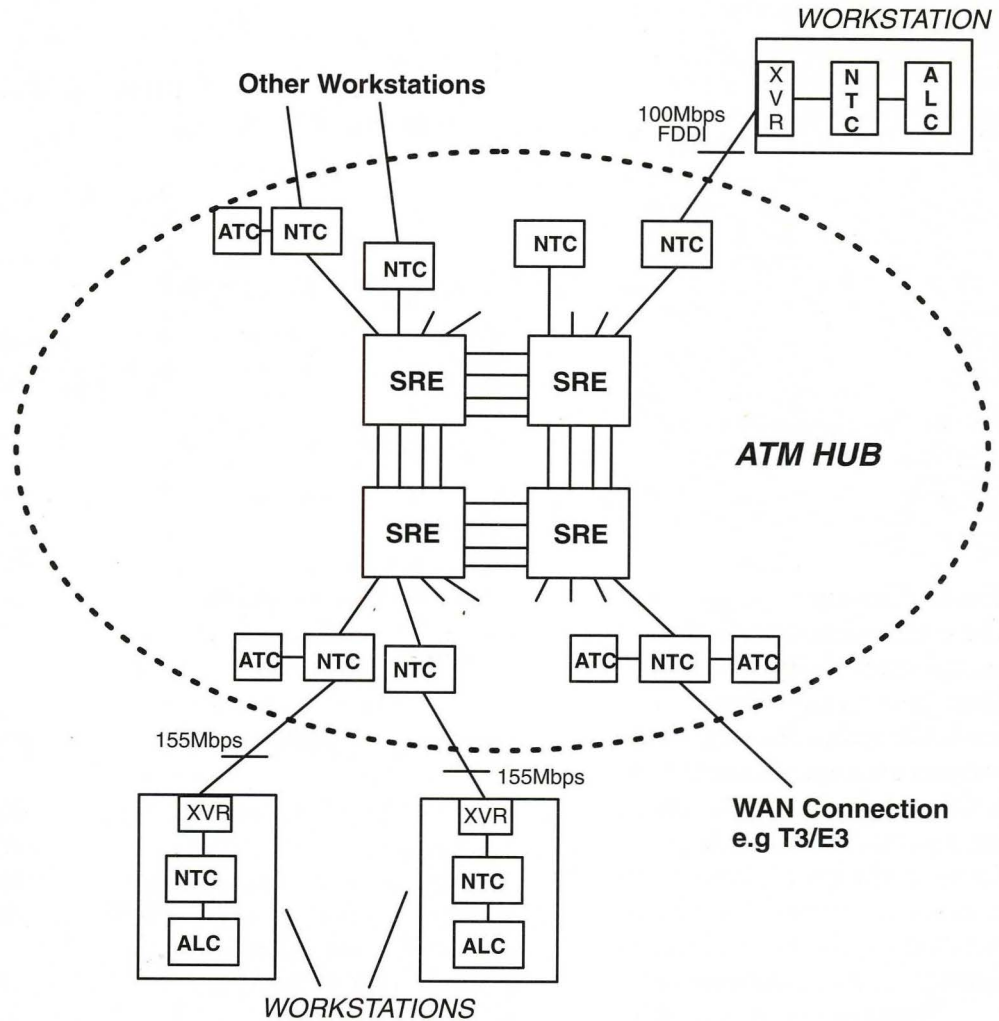 WORKSTATION
X
V
R
N
T
C
A
L
C
Other Workstations
100Mbps
FDDI
ATC
NTC
NTC
NTC
NTC
SRE
SRE
ATM HUB
SRE
SRE
ATC
NTC
NTC
ATC
NTC
ATC
155Mbps
155Mbps
WAN Connection
e.g T3/E3
XVR
NTC
ALC
XVR
NTC
ALC
WORKSTATIONS